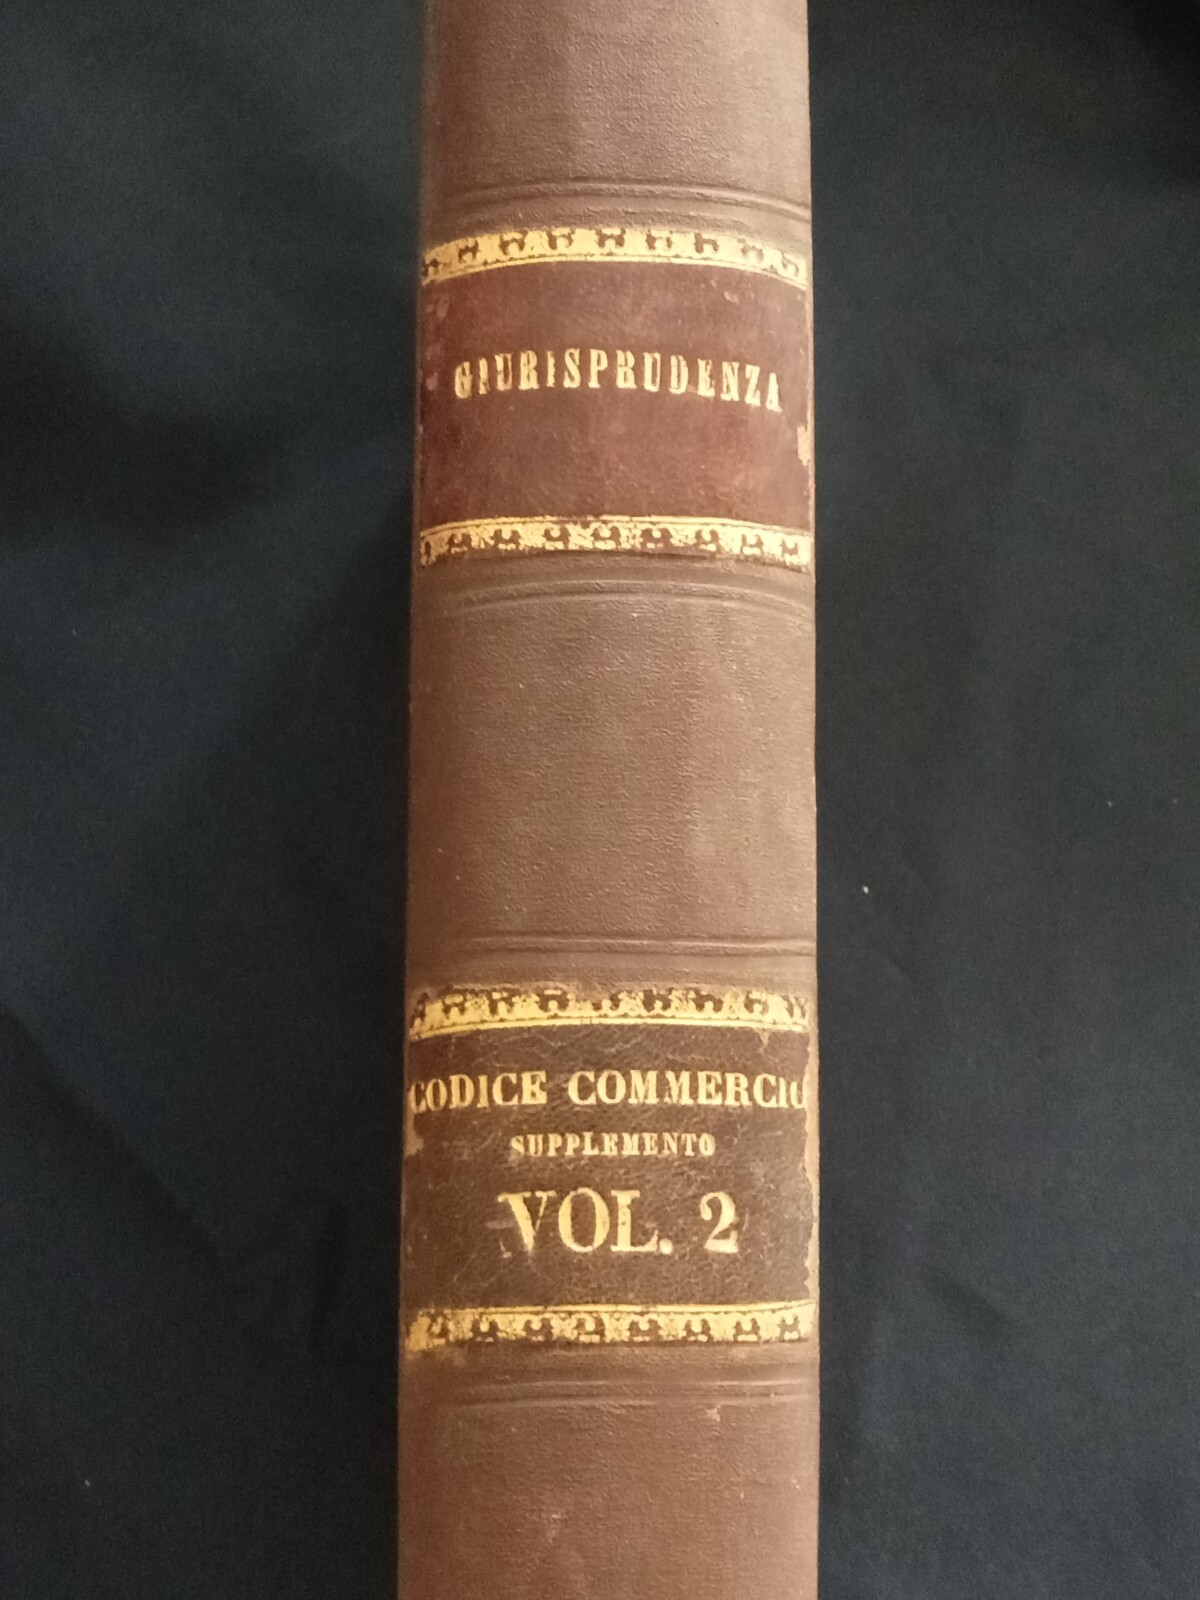 GIURISPRUDENZA
CODICE COMMERCIO
SUPPLEMENTO
VOL. 2